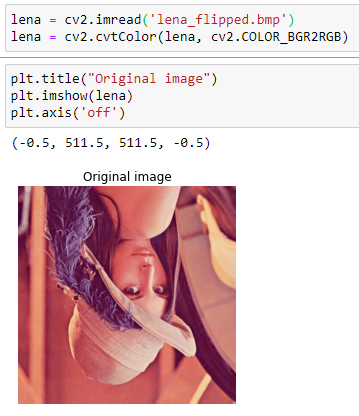 lena = cv2.imread('lena_flipped.bmp')
lena = cv2.cvtColor(lena, cv2.COLOR_BGR2RGB)
plt.title("Original image")
plt.imshow(lena)
plt.axis('off')
(-0.5, 511.5, 511.5, -0.5)
Original image